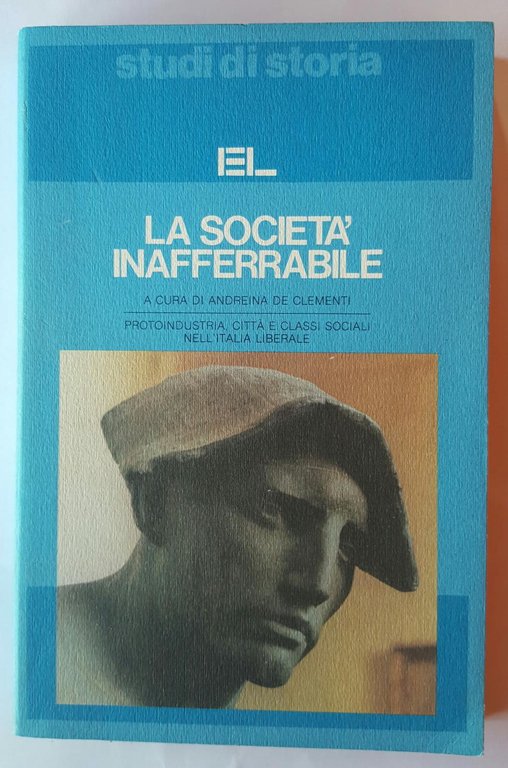 studi di storia
EL
LA SOCIETA'
INAFFERRABILE
A CURA DI ANDREINA DE CLEMENTI
PROTOINDUSTRIA, CITTÀ E CLASSI SOCIALI
NELL'ITALIA LIBERALE